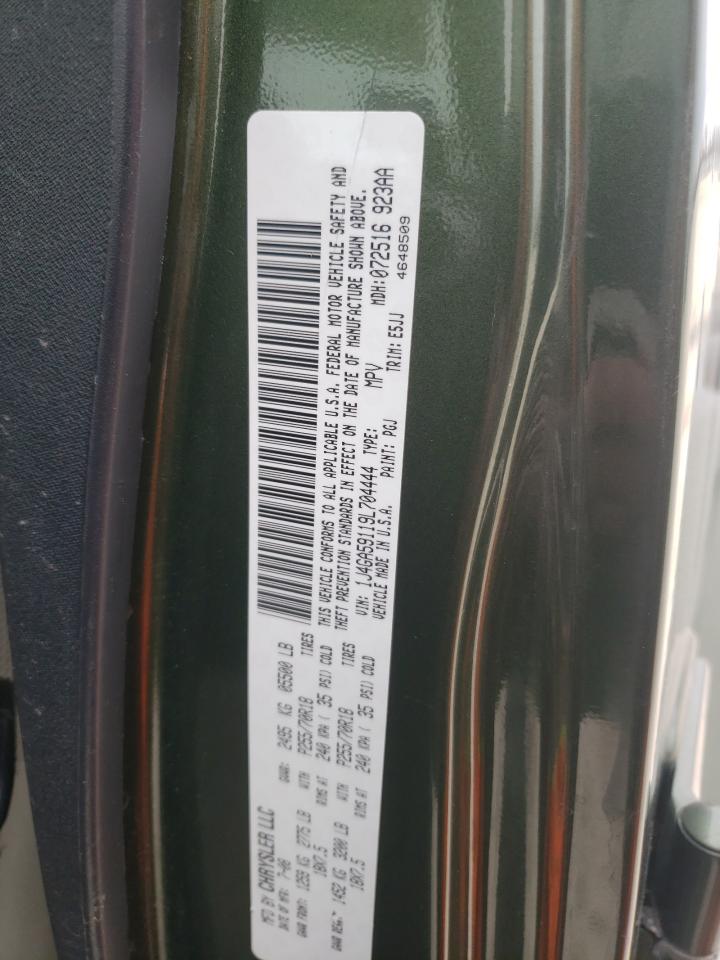 MFD BY CHRYSLER LLC
DATE OF MFR: 7-08 GVWR: 2495 KG 05500 LB
GAWR FRONT: 1259 KG 2775 LB WITH P255/70R18 TIRES
18X7.5 RIMS AT 240 KPA ( 35 PSI) COLD
GAWR REAR: 1452 KG 3200 LB WITH P255/70R18 TIRES
18X7.5 RIMS AT 240 KPA ( 35 PSI) COLD
THIS VEHICLE CONFORMS TO ALL APPLICABLE U.S.A. FEDERAL MOTOR VEHICLE SAFETY AND
THEFT PREVENTION STANDARDS IN EFFECT ON THE DATE OF MANUFACTURE SHOWN ABOVE.
VIN: 1J4GA59119L704444 TYPE: MPV MDH:072516 923AA
VEHICLE MADE IN U.S.A. PAINT: PGJ TRIM: E5JJ 4648509